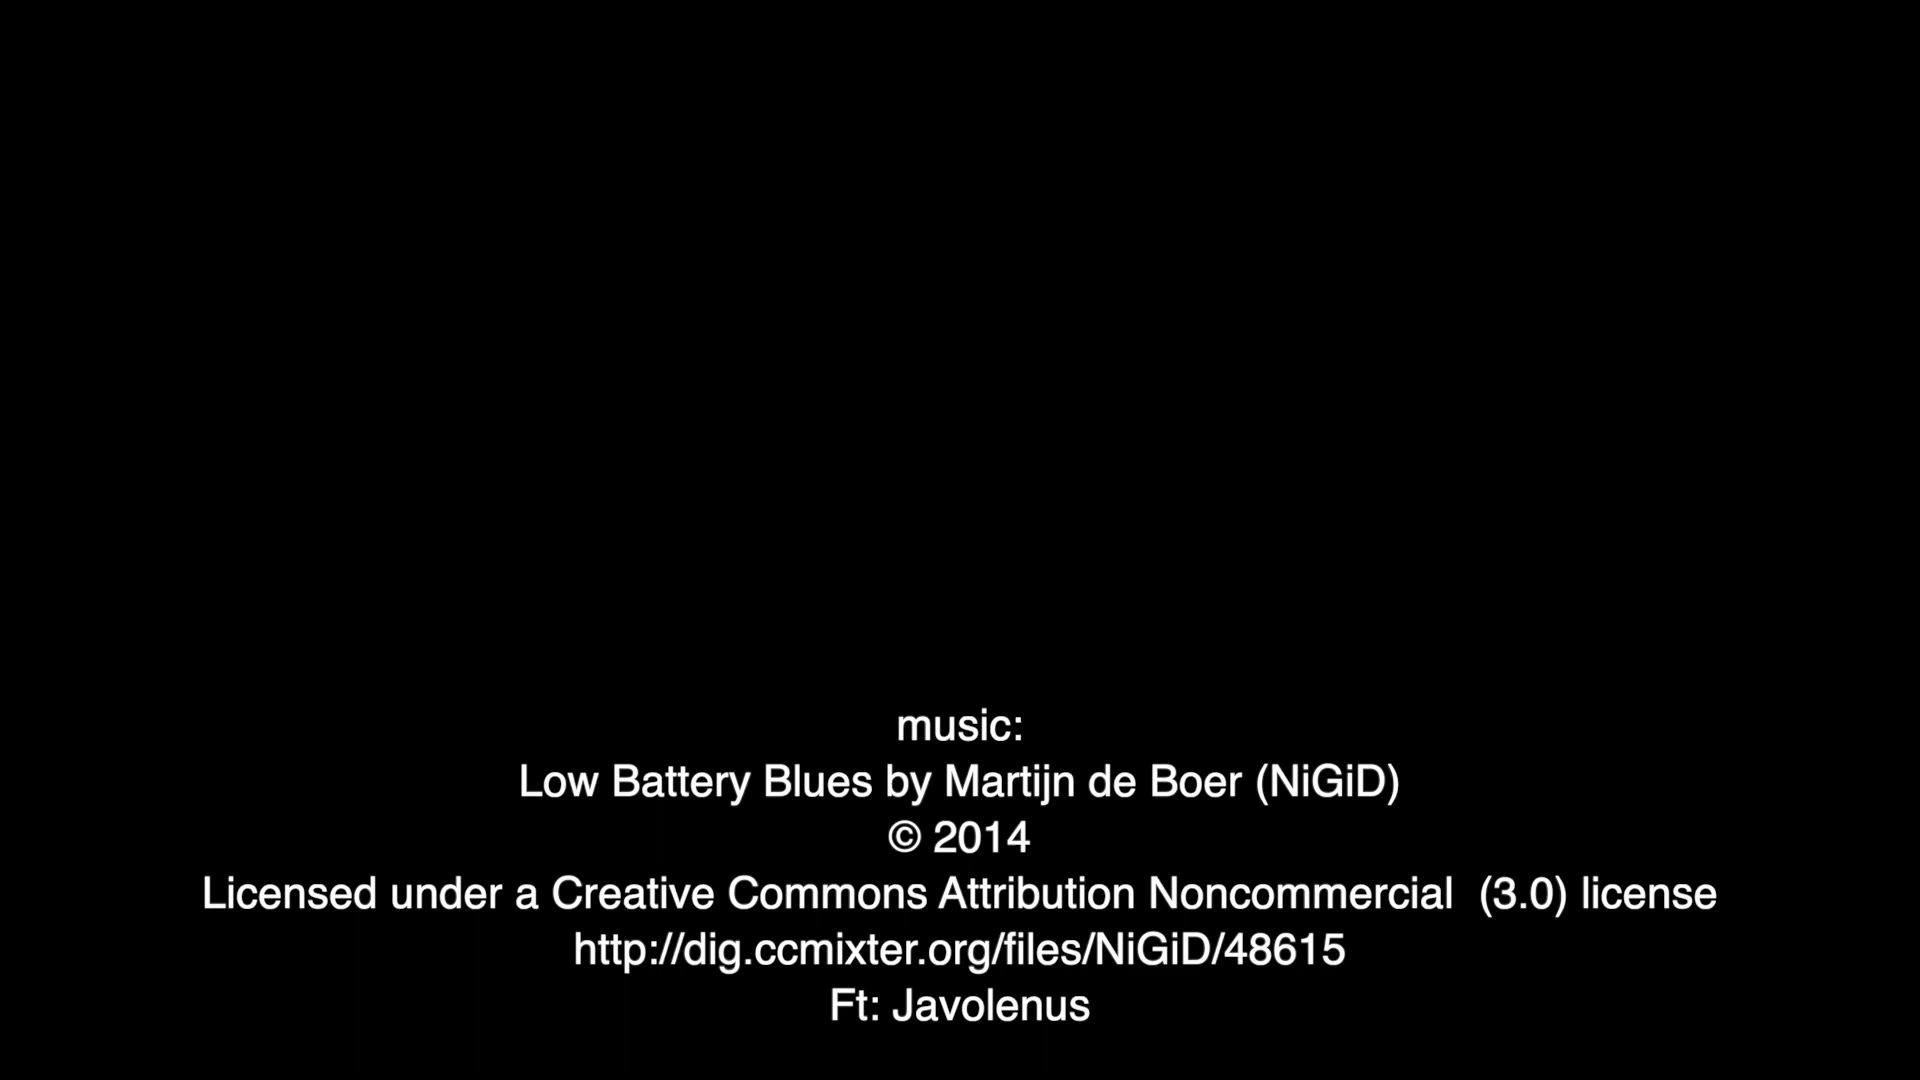 music:
Low Battery Blues by Martijn de Boer (NiGiD)
© 2014
Licensed under a Creative Commons Attribution Noncommercial  (3.0) license
http://dig.ccmixter.org/files/NiGiD/48615
Ft: Javolenus